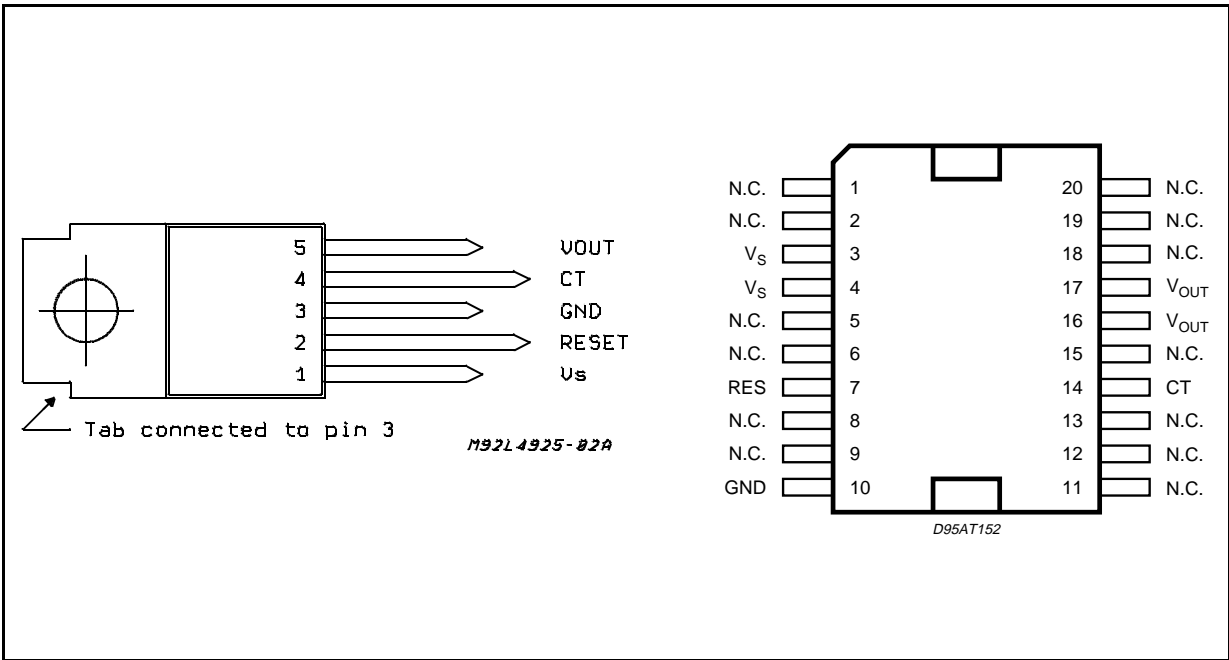 5 VOUT
4 CT
3 GND
2 RESET
1 Vs
Tab connected to pin 3
M92L4925-02A
N.C. 1 20 N.C.
N.C. 2 19 N.C.
VS 3 18 N.C.
VS 4 17 VOUT
N.C. 5 16 VOUT
N.C. 6 15 N.C.
RES 7 14 CT
N.C. 8 13 N.C.
N.C. 9 12 N.C.
GND 10 11 N.C.
D95AT152